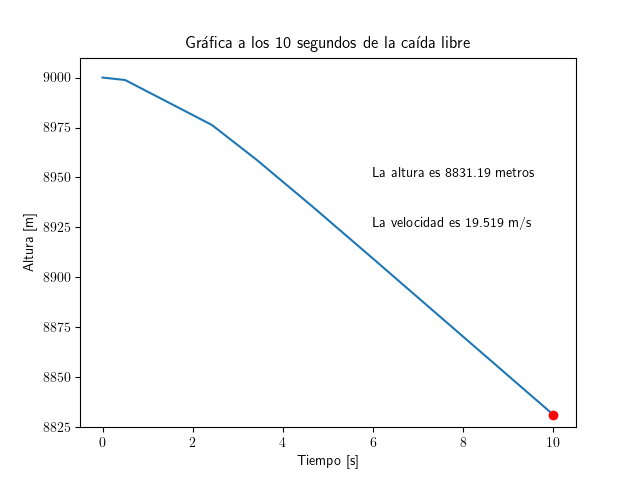 Gráfica a los 10 segundos de la caída libre
9000
8975
8950
8925
8900
8875
8850
8825
Altura [m]
La altura es 8831.19 metros
La velocidad es 19.519 m/s
0 2 4 6 8 10
Tiempo [s]